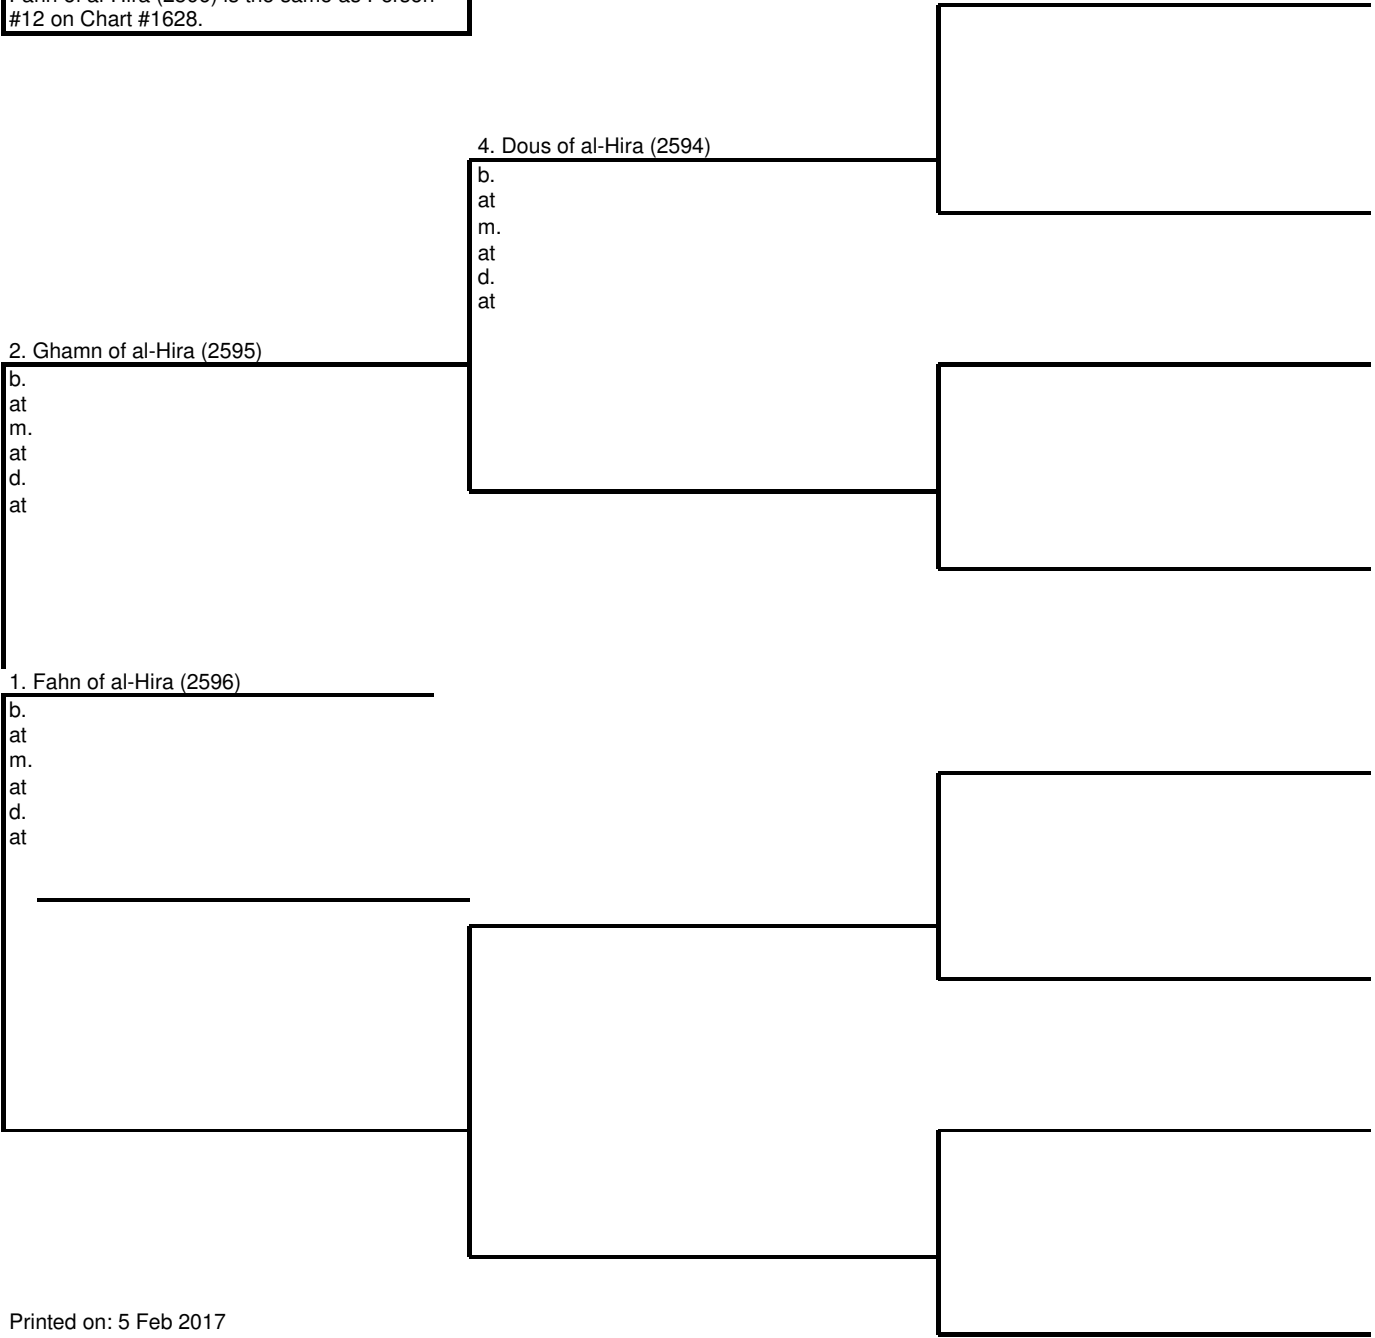 #12 on Chart #1628.
4. Dous of al-Hira (2594)
b.
at
m.
at
d.
at
2. Ghamn of al-Hira (2595)
b.
at
m.
at
d.
at
1. Fahn of al-Hira (2596)
b.
at
m.
at
d.
at
Printed on: 5 Feb 2017